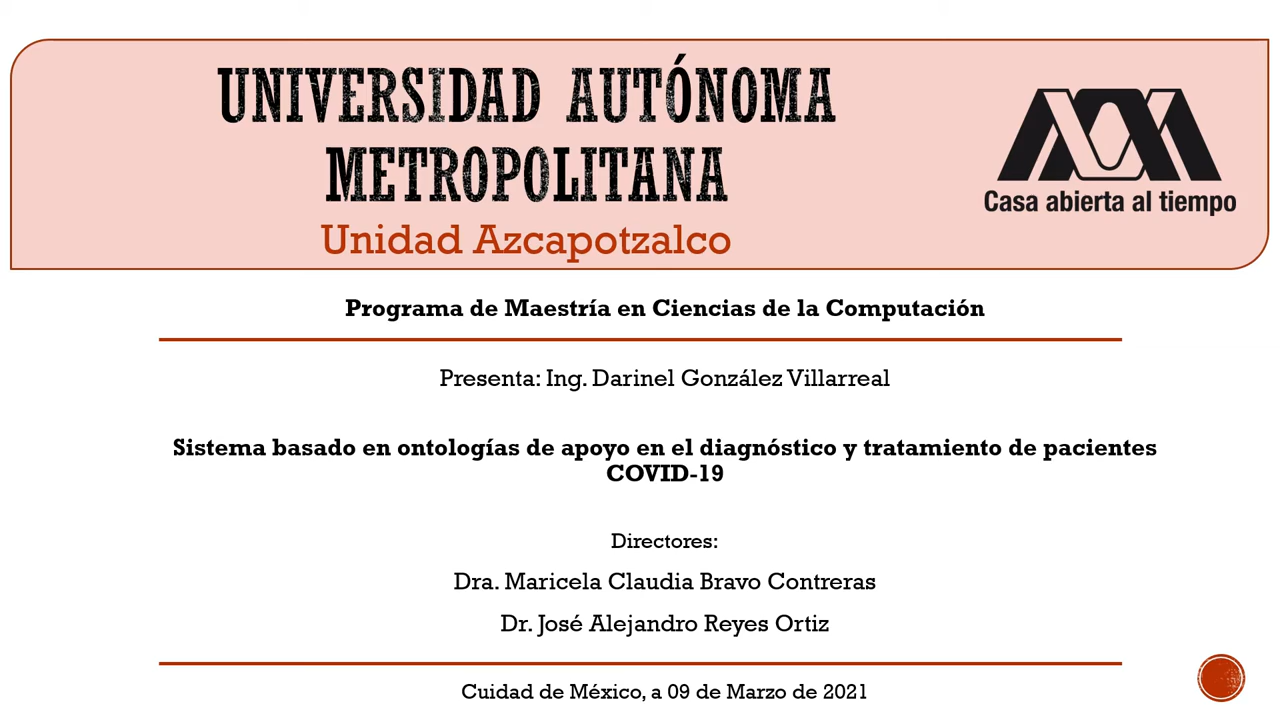 UNIVERSIDAD AUTÓNOMA
METROPOLITANA
Unidad Azcapotzalco
Casa abierta al tiempo
Programa de Maestría en Ciencias de la Computación
Presenta: Ing. Darinel González Villarreal
Sistema basado en ontologías de apoyo en el diagnóstico y tratamiento de pacientes
COVID-19
Directores:
Dra. Maricela Claudia Bravo Contreras
Dr. José Alejandro Reyes Ortiz
Cuidad de México, a 09 de Marzo de 2021